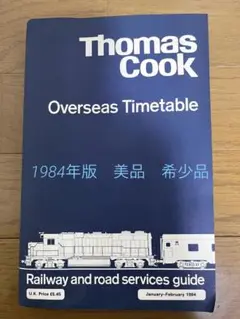 Thomas
Cook
Overseas Timetable
1984年版 美品 希少品
Railway and road services guide
U.K. Price £5.45
January–February 1984